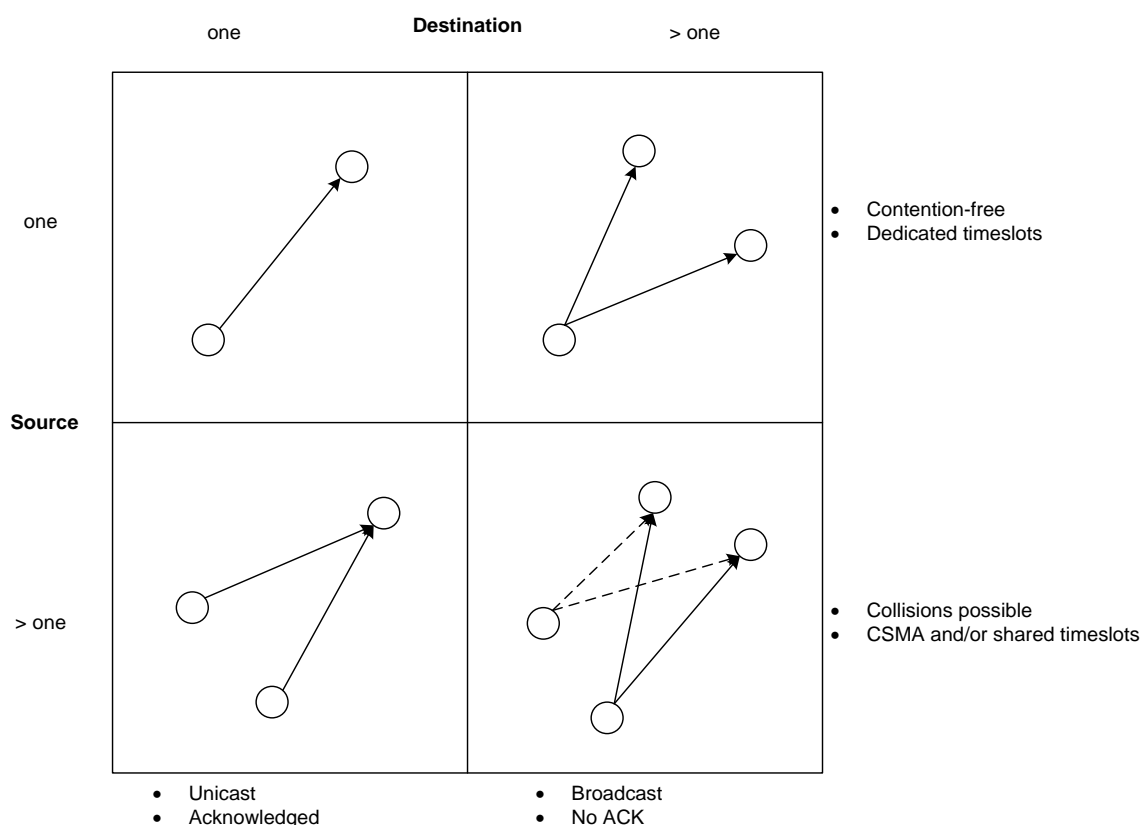 Destination
one
> one
one
• Contention-free
• Dedicated timeslots
Source
> one
• Collisions possible
• CSMA and/or shared timeslots
• Unicast
• Acknowledged
• Broadcast
• No ACK